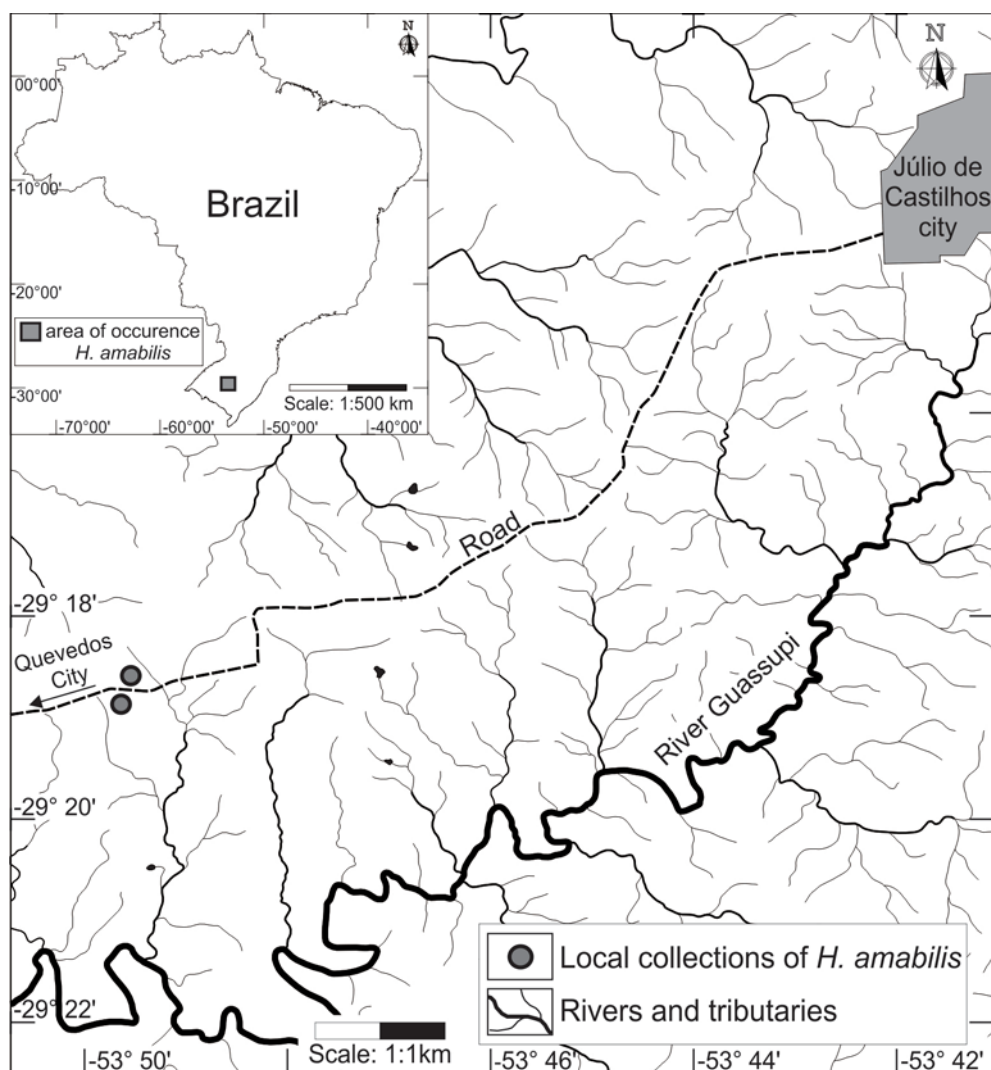 N
00°00'
-10°00'
-20°00'
-30°00'
Brazil
area of occurence
H. amabilis
Scale: 1:500 km
-70°00'
-60°00'
-50°00'
-40°00'
N
Júlio de
Castilhos
city
Road
-29° 18'
Quevedos
City
River Guassupi
-29° 20'
-29° 22'
Local collections of H. amabilis
Rivers and tributaries
Scale: 1:1km
-53° 50'
-53° 46'
-53° 44'
-53° 42'